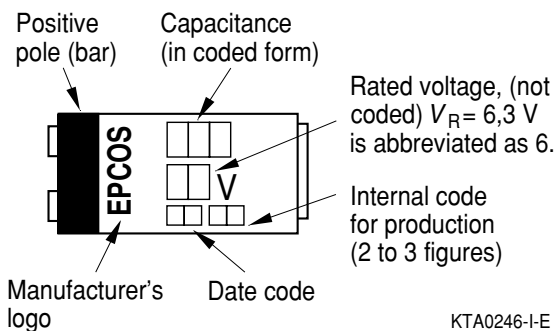 Positive
pole (bar)
Capacitance
(in coded form)
Rated voltage, (not
coded) V R = 6,3 V
is abbreviated as 6.
EPCOS
V
Internal code
for production
(2 to 3 figures)
Manufacturer's
logo
Date code
KTA0246-I-E